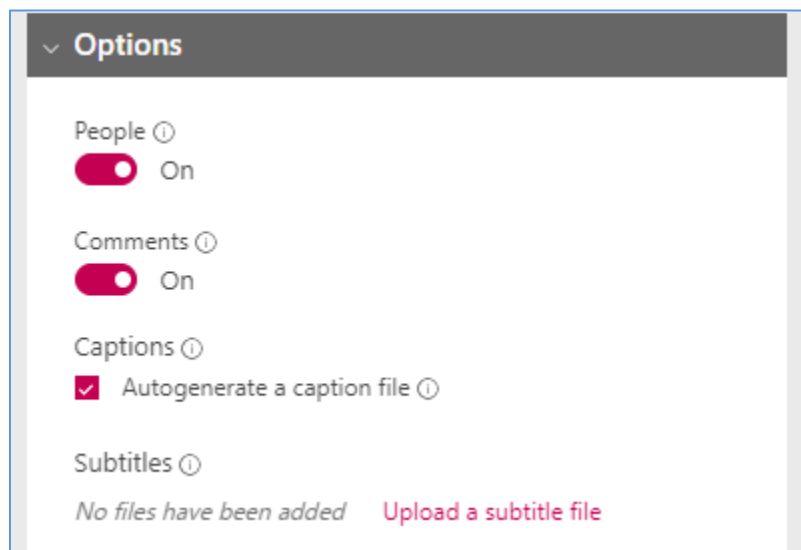 Options
People
On
Comments
On
Captions
Autogenerate a caption file
Subtitles
No files have been added Upload a subtitle file